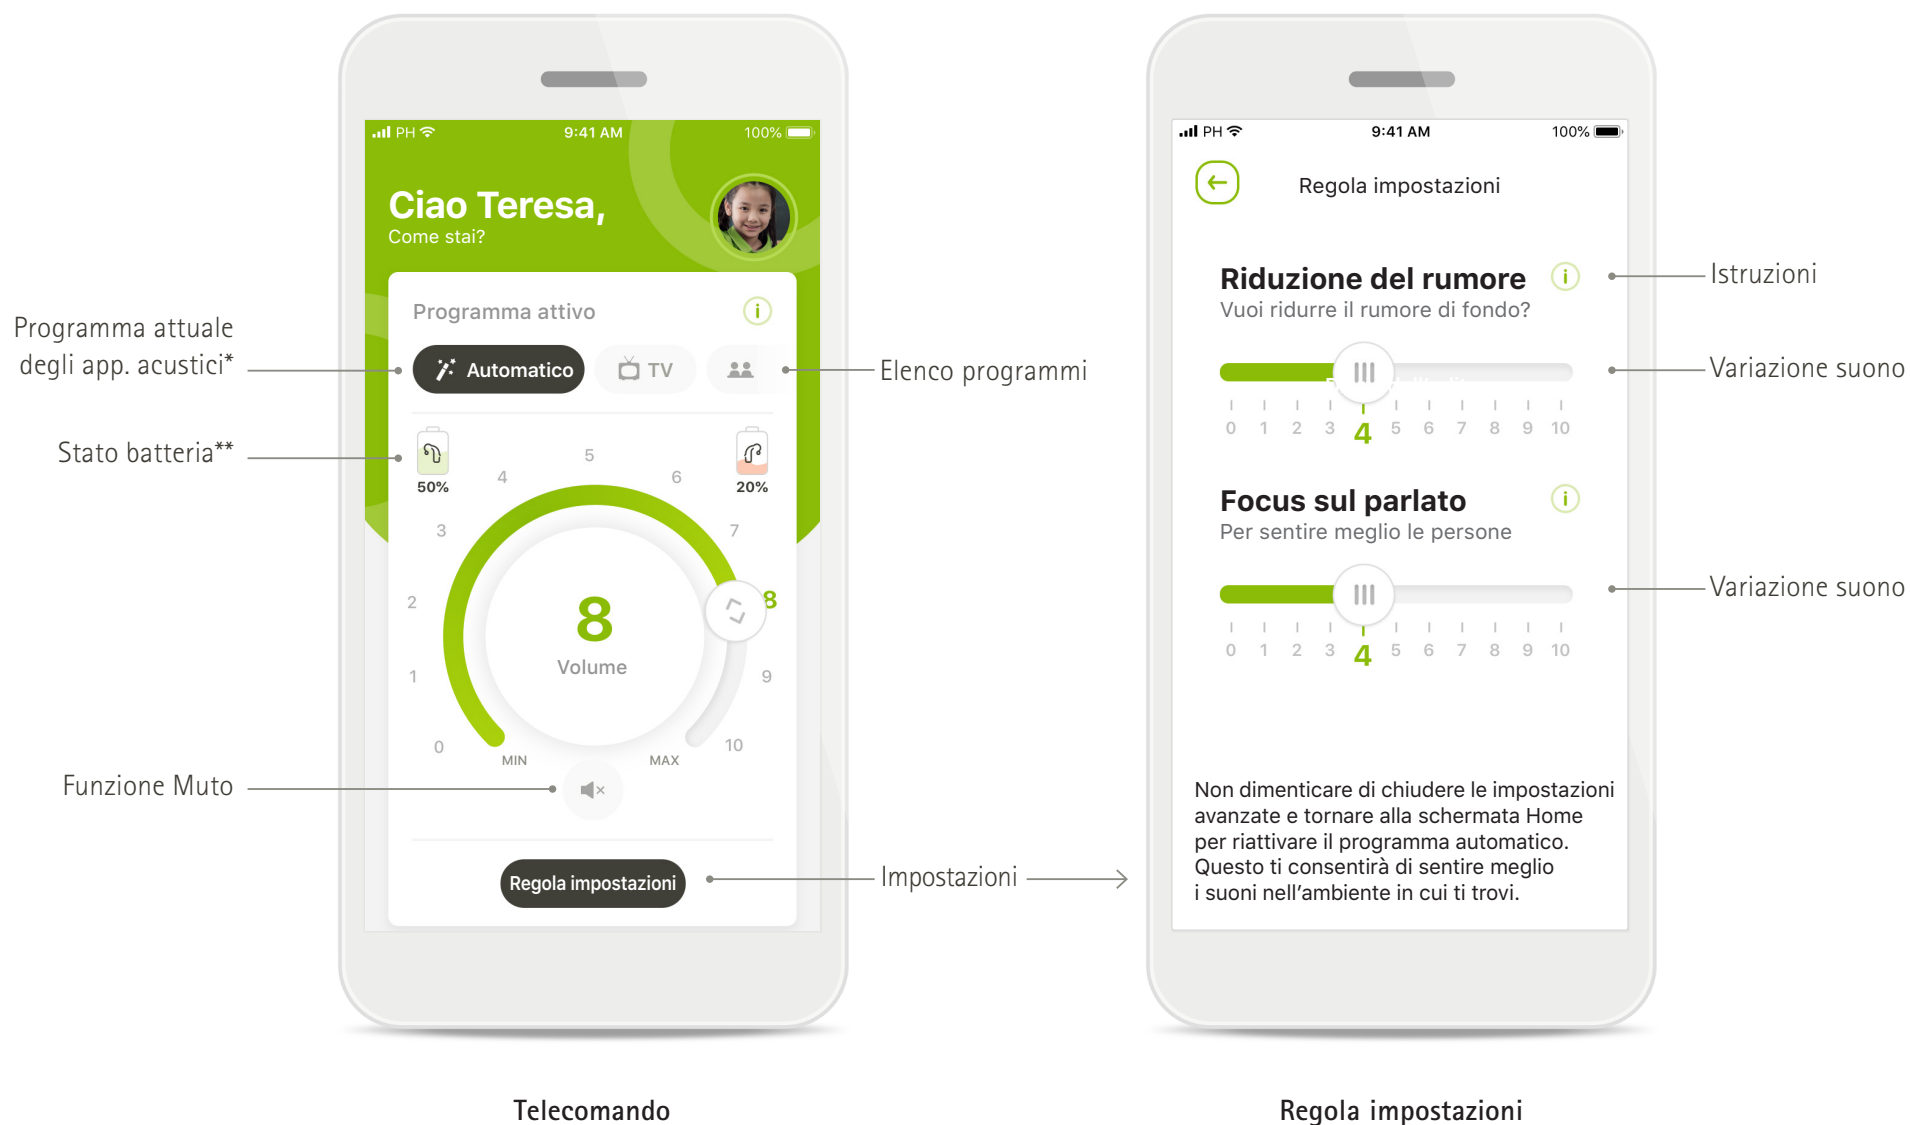 PH 9:41 AM 100%
Ciao Teresa,
Come stai?
Programma attivo
i
Automatico TV
50%
20%
0 1 2 3 4 5 6 7 8 9 10
8
Volume
MIN MAX
Regola impostazioni
Programma attuale
degli app. acustici*
Stato batteria**
Funzione Muto
Elenco programmi
Impostazioni
Telecomando
PH 9:41 AM 100%
Regola impostazioni
Riduzione del rumore i
Vuoi ridurre il rumore di fondo?
0 1 2 3 4 5 6 7 8 9 10
Focus sul parlato i
Per sentire meglio le persone
0 1 2 3 4 5 6 7 8 9 10
Non dimenticare di chiudere le impostazioni
avanzate e tornare alla schermata Home
per riattivare il programma automatico.
Questo ti consentirà di sentire meglio
i suoni nell'ambiente in cui ti trovi.
Istruzioni
Variazione suono
Variazione suono
Regola impostazioni